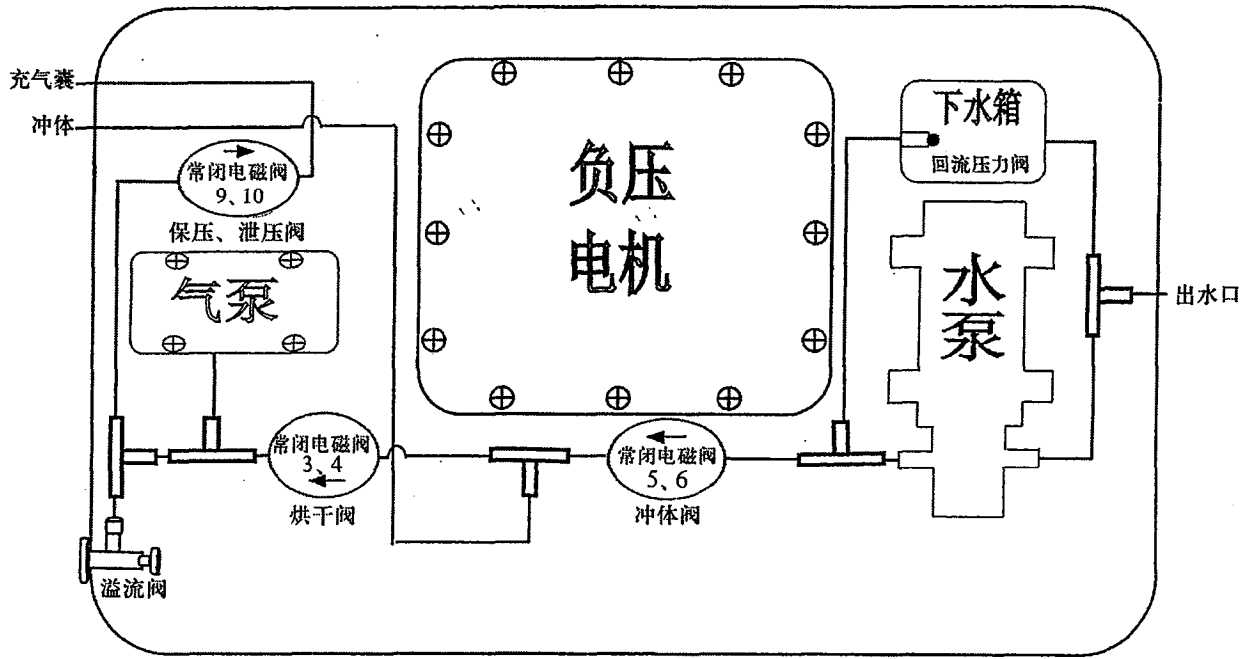 充气囊
冲体
常闭电磁阀
9、10
保压、泄压阀
气泵
负压
电机
下水箱
回流压力阀
水
泵
出水口
常闭电磁阀
3、4
烘干阀
常闭电磁阀
5、6
冲体阀
溢流阀